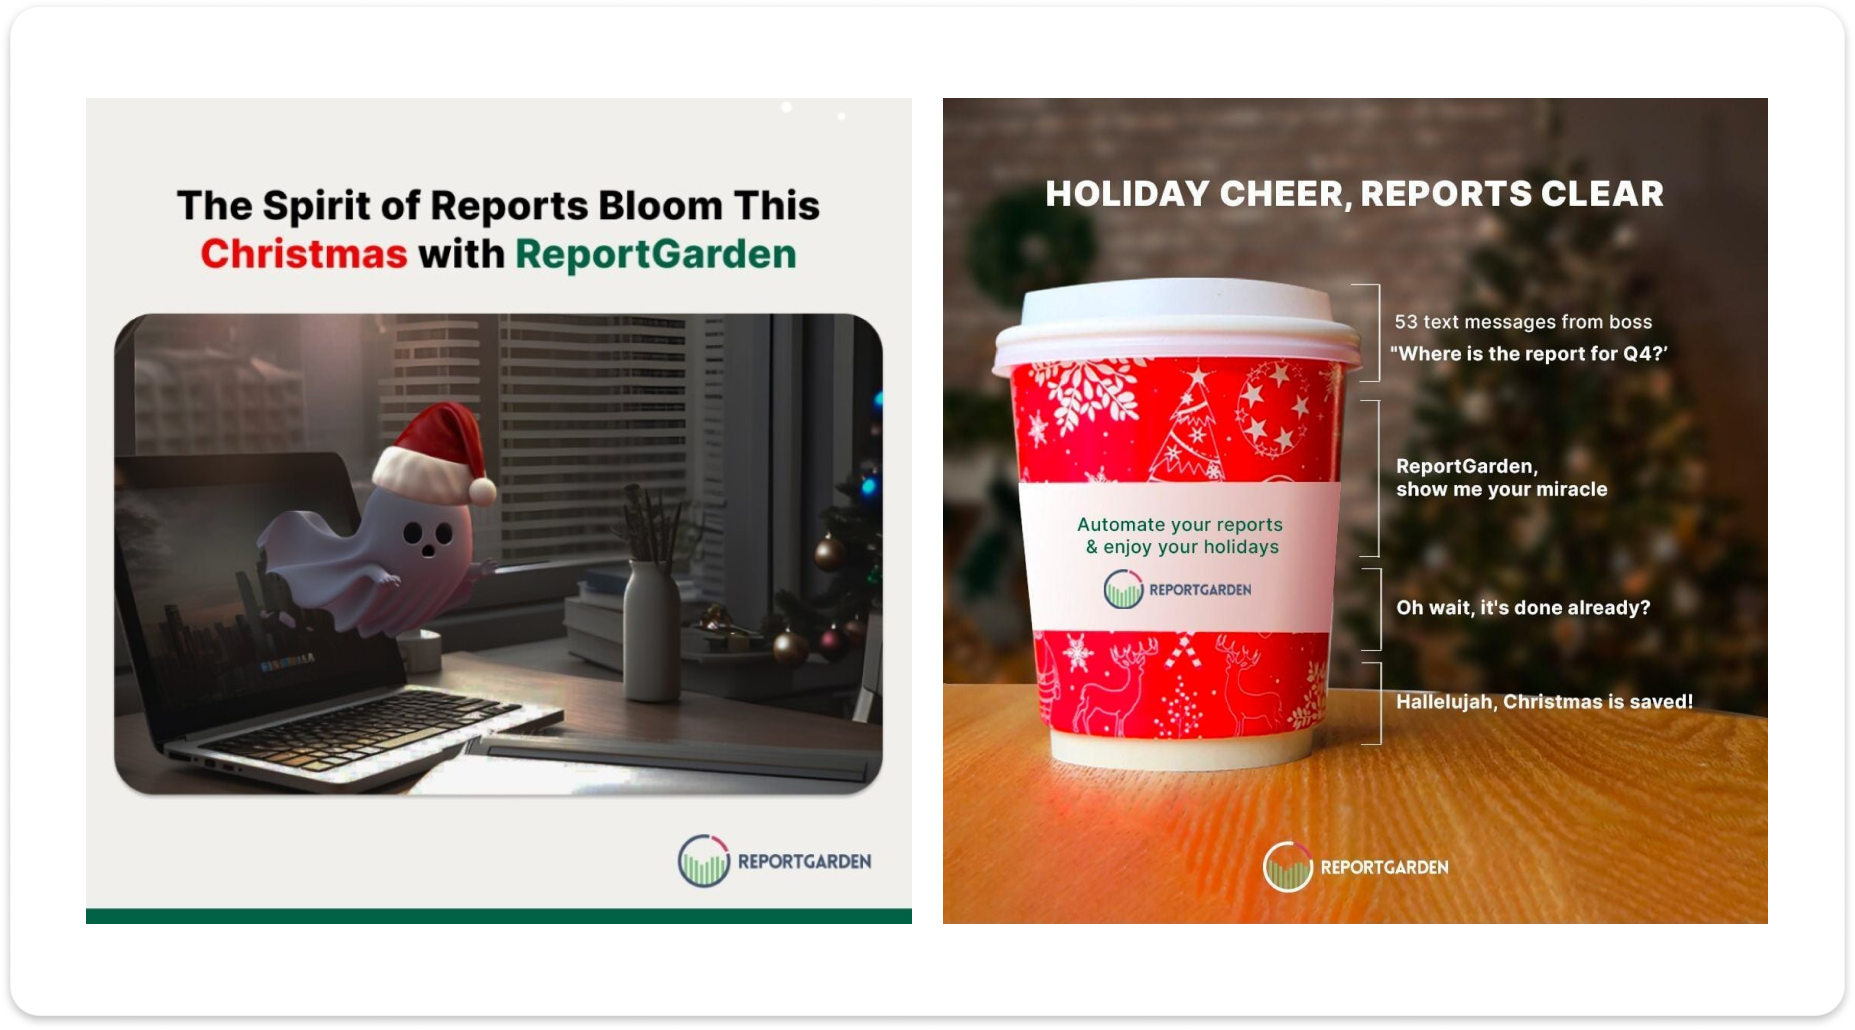 The Spirit of Reports Bloom This
Christmas with ReportGarden
REPORTGARDEN
HOLIDAY CHEER, REPORTS CLEAR
53 text messages from boss
"Where is the report for Q4?’
ReportGarden,
show me your miracle
Automate your reports
& enjoy your holidays
REPORTGARDEN
Oh wait, it's done already?
Hallelujah, Christmas is saved!
REPORTGARDEN